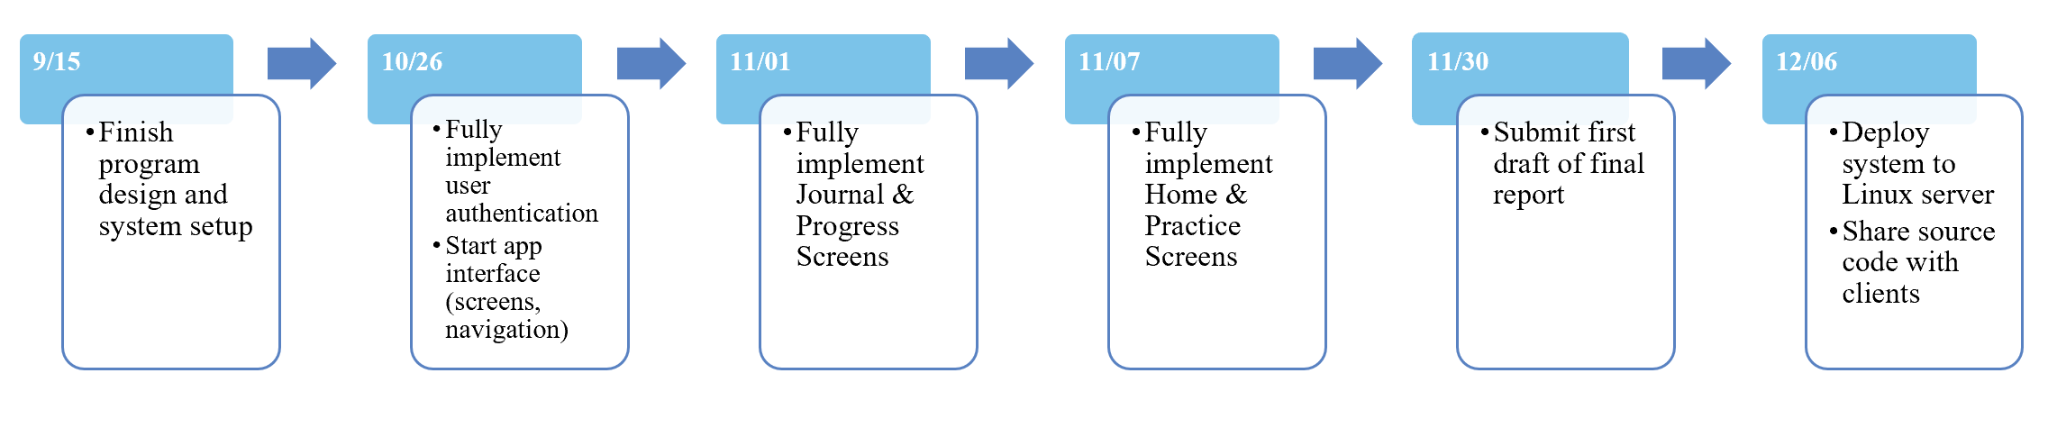 9/15
• Finish
program
design and
system setup
10/26
• Fully
implement
user
authentication
• Start app
interface
(screens,
navigation)
11/01
• Fully
implement
Journal &
Progress
Screens
11/07
• Fully
implement
Home &
Practice
Screens
11/30
• Submit first
draft of final
report
12/06
• Deploy
system to
Linux server
• Share source
code with
clients